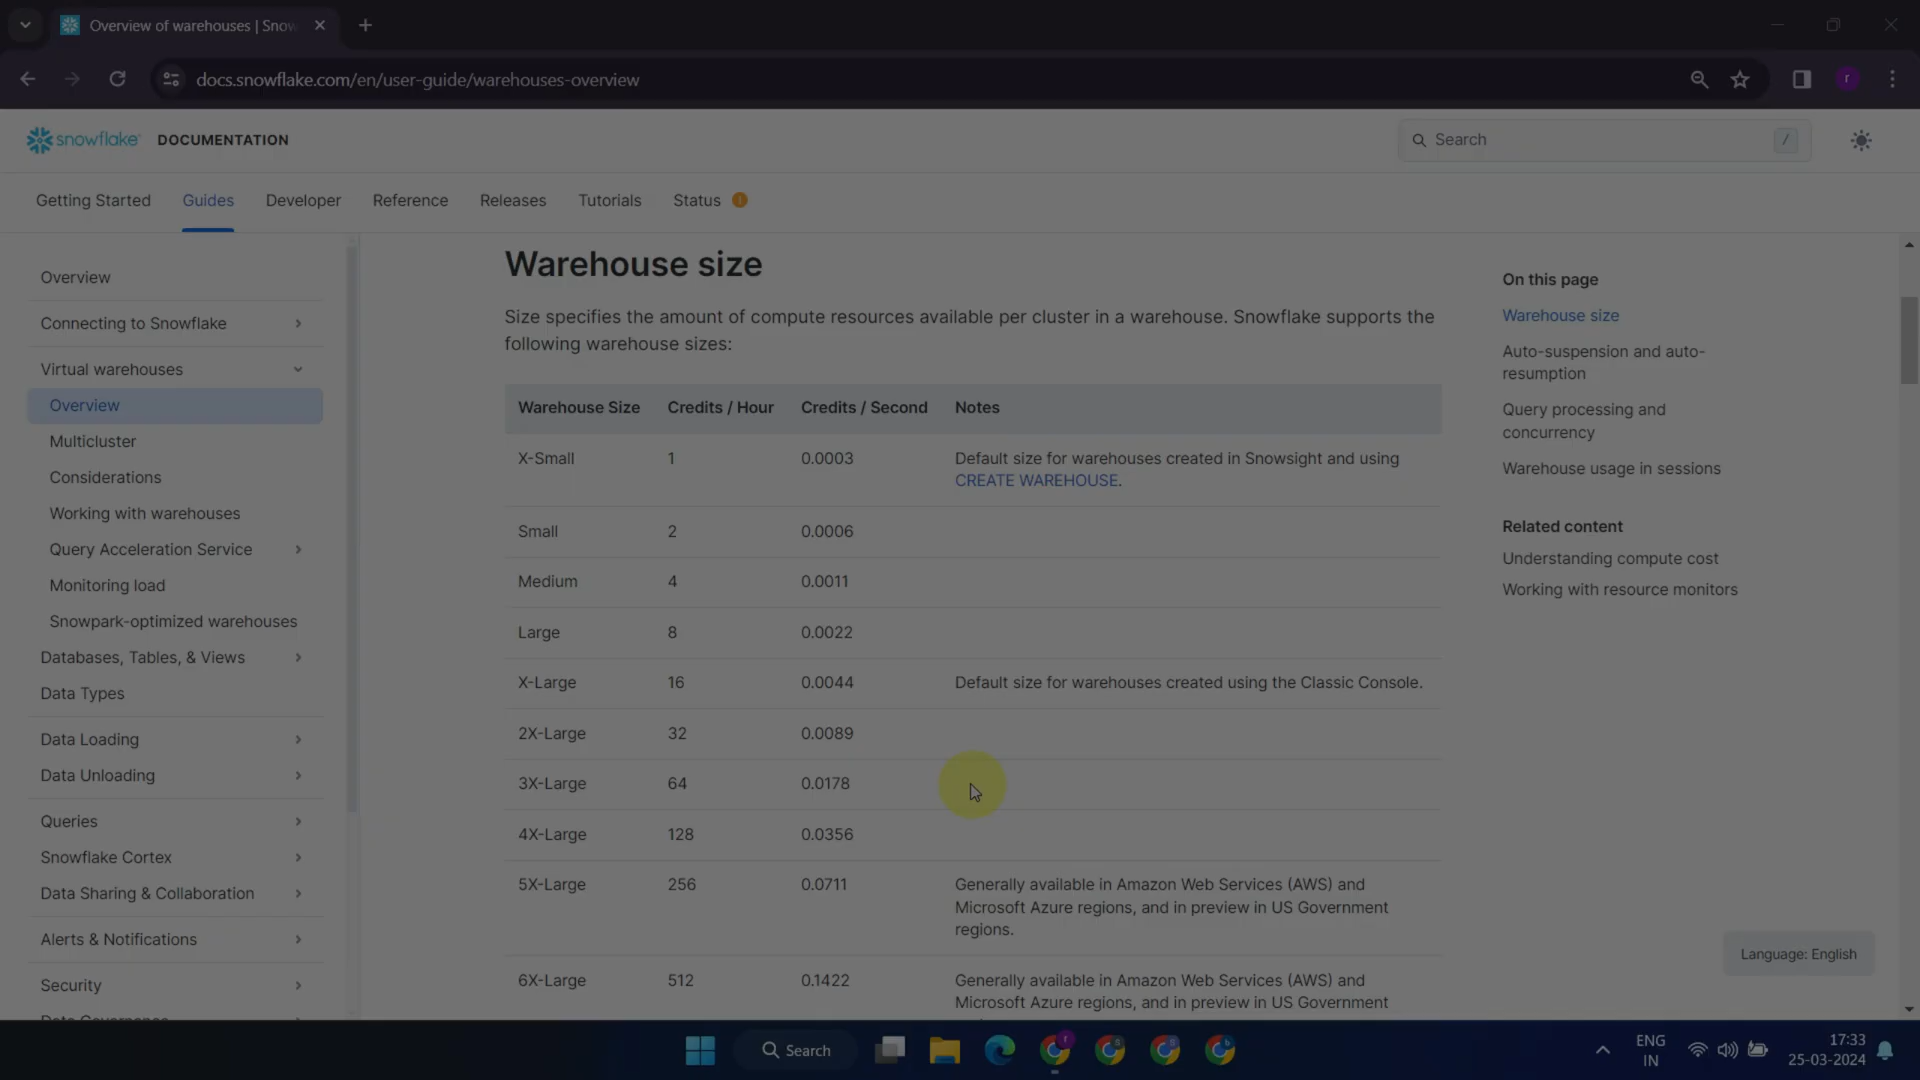 Overview of warehouses | Snow
docs.snowflake.com/en/user-guide/warehouses-overview
r
snowflake DOCUMENTATION
Search /
Getting Started Guides Developer Reference Releases Tutorials Status !
Overview
Connecting to Snowflake
Virtual warehouses
Overview
Multicluster
Considerations
Working with warehouses
Query Acceleration Service
Monitoring load
Snowpark-optimized warehouses
Databases, Tables, & Views
Data Types
Data Loading
Data Unloading
Queries
Snowflake Cortex
Data Sharing & Collaboration
Alerts & Notifications
Security
Data Governance
Warehouse size
Size specifies the amount of compute resources available per cluster in a warehouse. Snowflake supports the
following warehouse sizes:
Warehouse Size Credits / Hour Credits / Second Notes
X-Small 1 0.0003 Default size for warehouses created in Snowsight and using
CREATE WAREHOUSE.
Small 2 0.0006
Medium 4 0.0011
Large 8 0.0022
X-Large 16 0.0044 Default size for warehouses created using the Classic Console.
2X-Large 32 0.0089
3X-Large 64 0.0178
4X-Large 128 0.0356
5X-Large 256 0.0711 Generally available in Amazon Web Services (AWS) and
Microsoft Azure regions, and in preview in US Government
regions.
6X-Large 512 0.1422 Generally available in Amazon Web Services (AWS) and
Microsoft Azure regions, and in preview in US Government
On this page
Warehouse size
Auto-suspension and auto-
resumption
Query processing and
concurrency
Warehouse usage in sessions
Related content
Understanding compute cost
Working with resource monitors
Language: English
Search
ENG
IN
17:33
25-03-2024